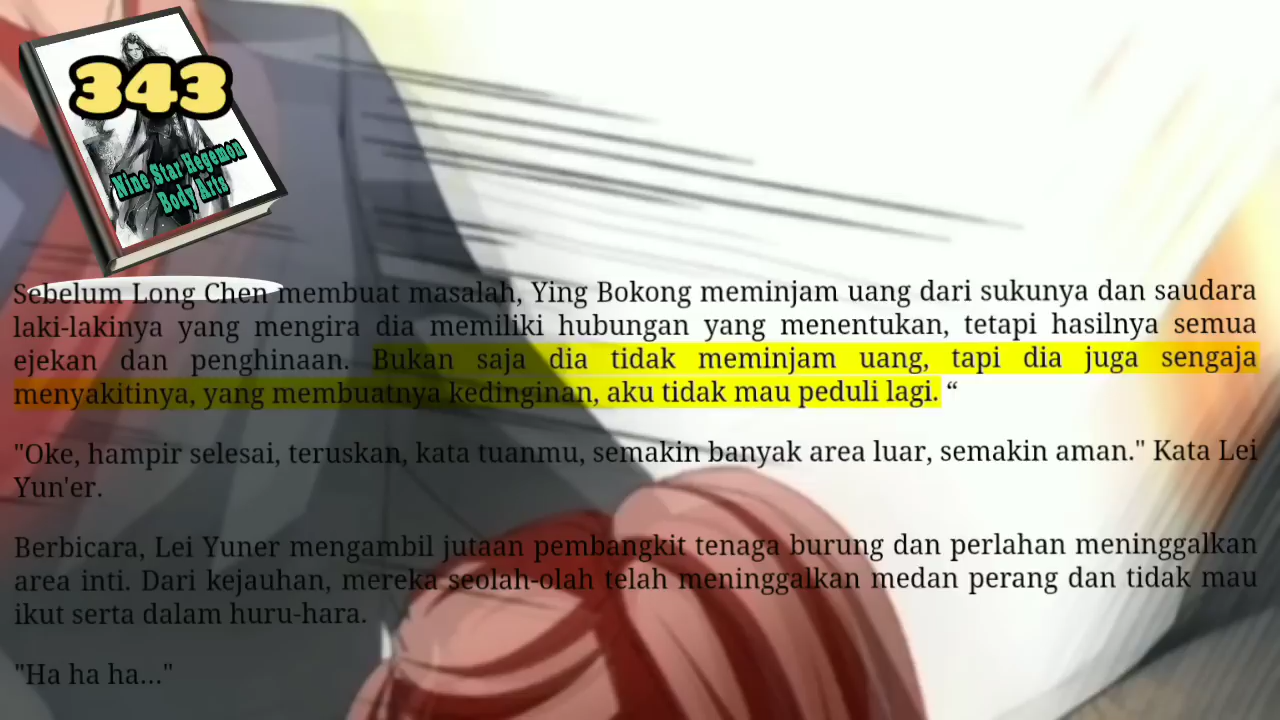 343
Nine Star Hegemon
Body Arts
Sebelum Long Chen membuat masalah, Ying Bokong meminjam uang dari sukunya dan saudara
laki-lakinya yang mengira dia memiliki hubungan yang menentukan, tetapi hasilnya semua
ejekan dan penghinaan. Bukan saja dia tidak meminjam uang, tapi dia juga sengaja
menyakitinya, yang membuatnya kedinginan, aku tidak mau peduli lagi. “
"Oke, hampir selesai, teruskan, kata tuanmu, semakin banyak area luar, semakin aman." Kata Lei
Yun'er.
Berbicara, Lei Yuner mengambil jutaan pembangkit tenaga burung dan perlahan meninggalkan
area inti. Dari kejauhan, mereka seolah-olah telah meninggalkan medan perang dan tidak mau
ikut serta dalam huru-hara.
"Ha ha ha…"